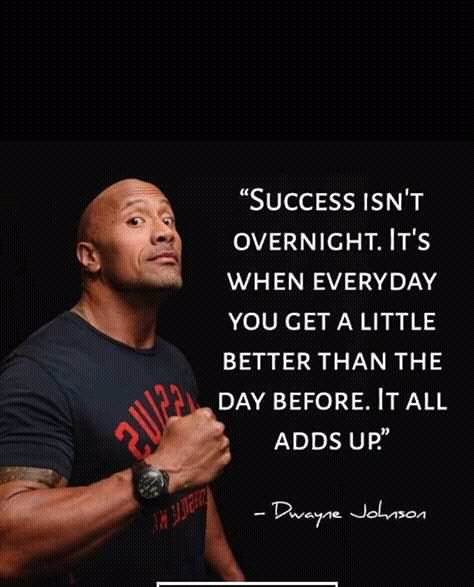 “SUCCESS ISN'T
OVERNIGHT. IT'S
WHEN EVERYDAY
YOU GET A LITTLE
BETTER THAN THE
DAY BEFORE. IT ALL
ADDS UP.”
– Dwayne Johnson